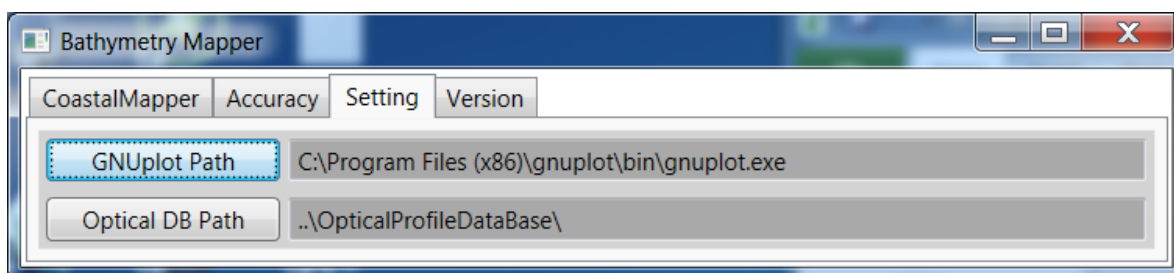 Bathymetry Mapper
CoastalMapper Accuracy Setting Version
GNUplot Path C:\Program Files (x86)\gnuplot\bin\gnuplot.exe
Optical DB Path ..\OpticalProfileDataBase\